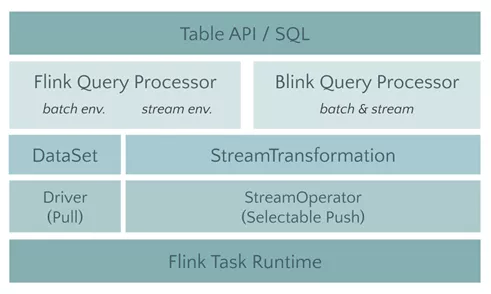 Table API / SQL
Flink Query Processor
batch env. stream env.
Blink Query Processor
batch & stream
DataSet
StreamTransformation
Driver
(Pull)
StreamOperator
(Selectable Push)
Flink Task Runtime